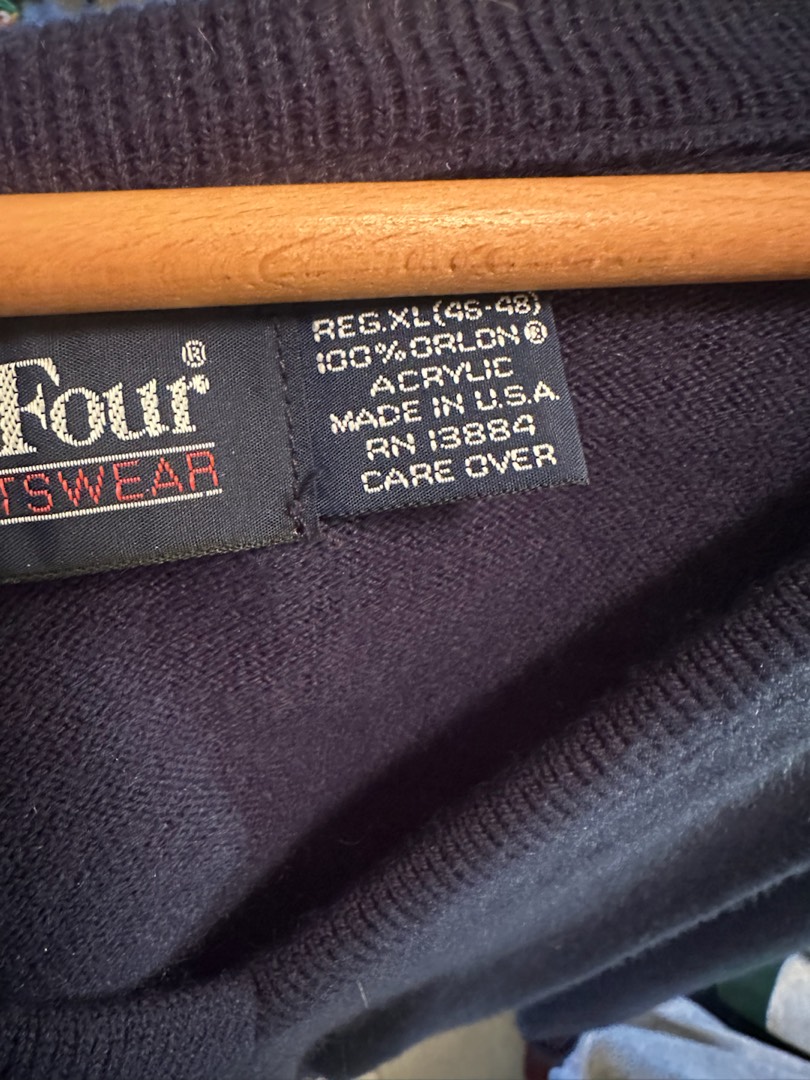 Four®
TSWEAR
REG.XL(46-48)
100% ORLON®
ACRYLIC
MADE IN U.S.A.
RN 13884
CARE OVER